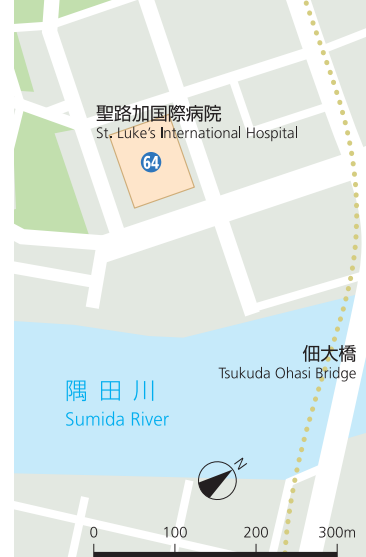 聖路加国際病院
St. Luke's International Hospital
64
佃大橋
Tsukuda Ohasi Bridge
隅田川
Sumida River
N
0 100 200 300m